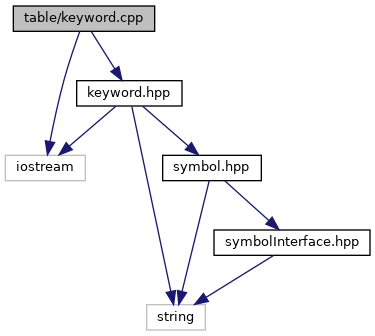 table/keyword.cpp
keyword.hpp
iostream
symbol.hpp
symbolInterface.hpp
string